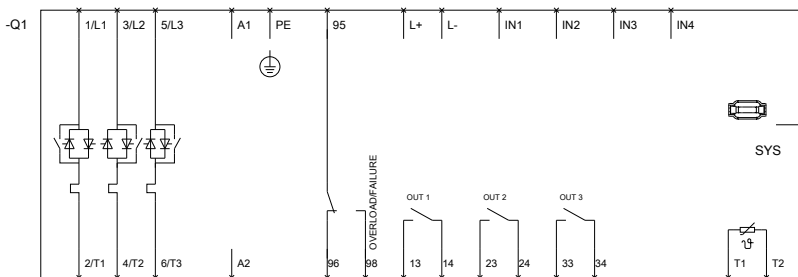 -Q1 1/L1 3/L2 5/L3 A1 PE 95 L+ L- IN1 IN2 IN3 IN4
SYS
OVERLOAD/FAILURE
OUT 1 OUT 2 OUT 3
ϑ
2/T1 4/T2 6/T3 A2 96 98 13 14 23 24 33 34 T1 T2